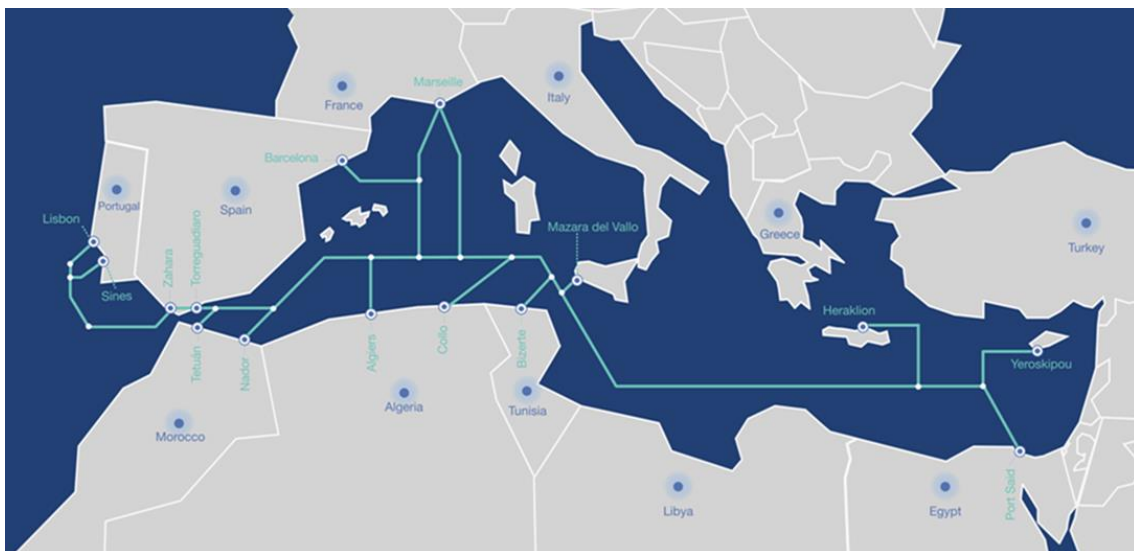 Marseille
France
Italy
Barcelona
Portugal
Spain
Lisbon
Zahara
Torreguadiaro
Mazara del Vallo
Greece
Turkey
Sines
Heraklion
Yeroskipou
Tetuán
Nador
Algiers
Collo
Bizerte
Algeria
Tunisia
Morocco
Port Said
Libya
Egypt